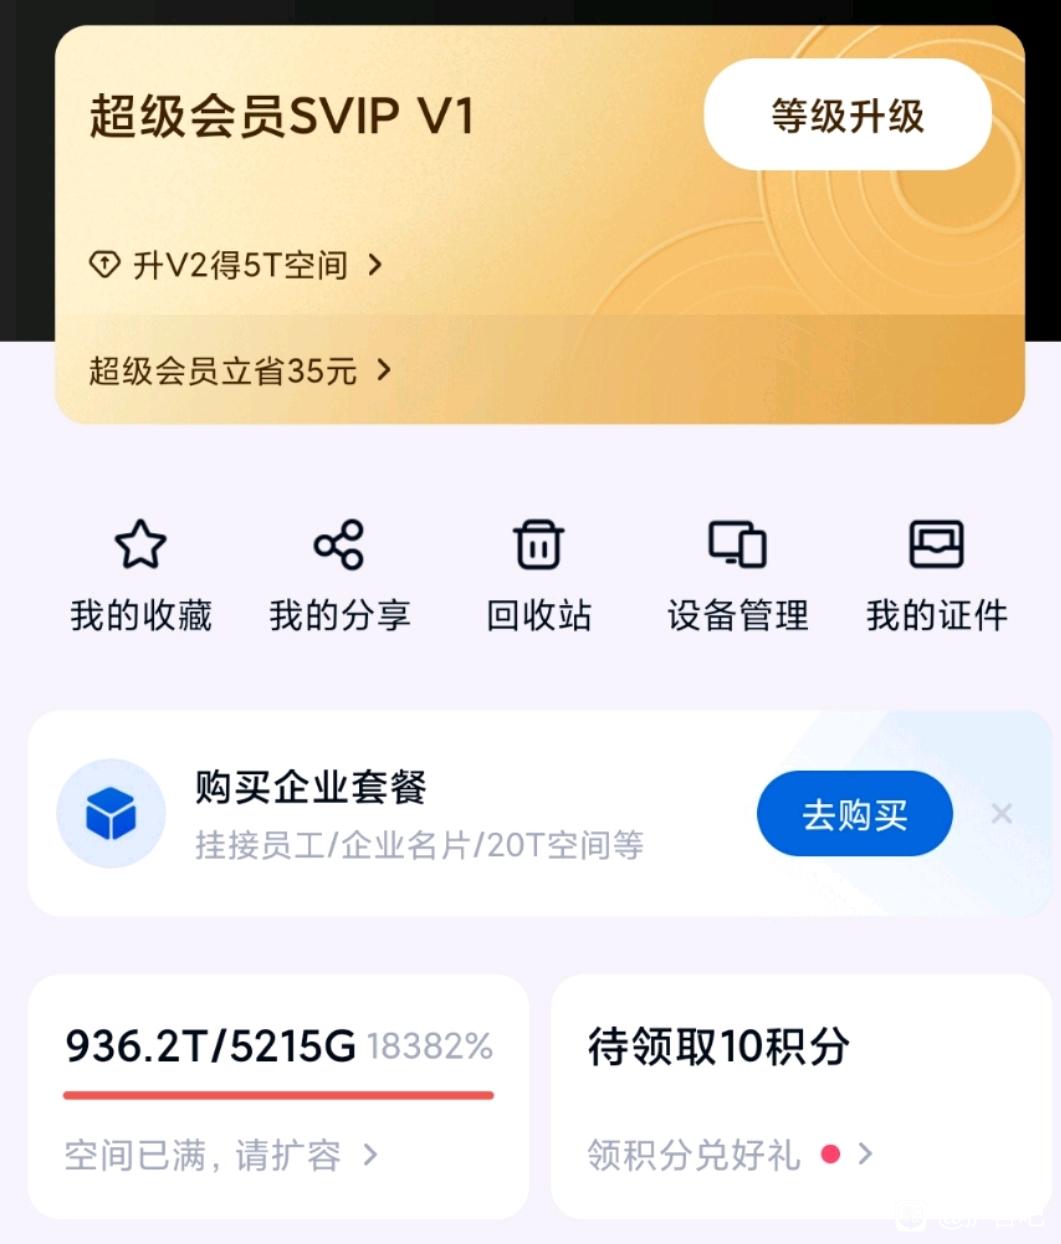 超级会员SVIP V1
等级升级
升V2得5T空间
超级会员立省35元
我的收藏
我的分享
回收站
设备管理
我的证件
购买企业套餐
挂接员工/企业名片/20T空间等
去购买
936.2T/5215G 18382%
空间已满,请扩容
待领取10积分
领积分兑好礼